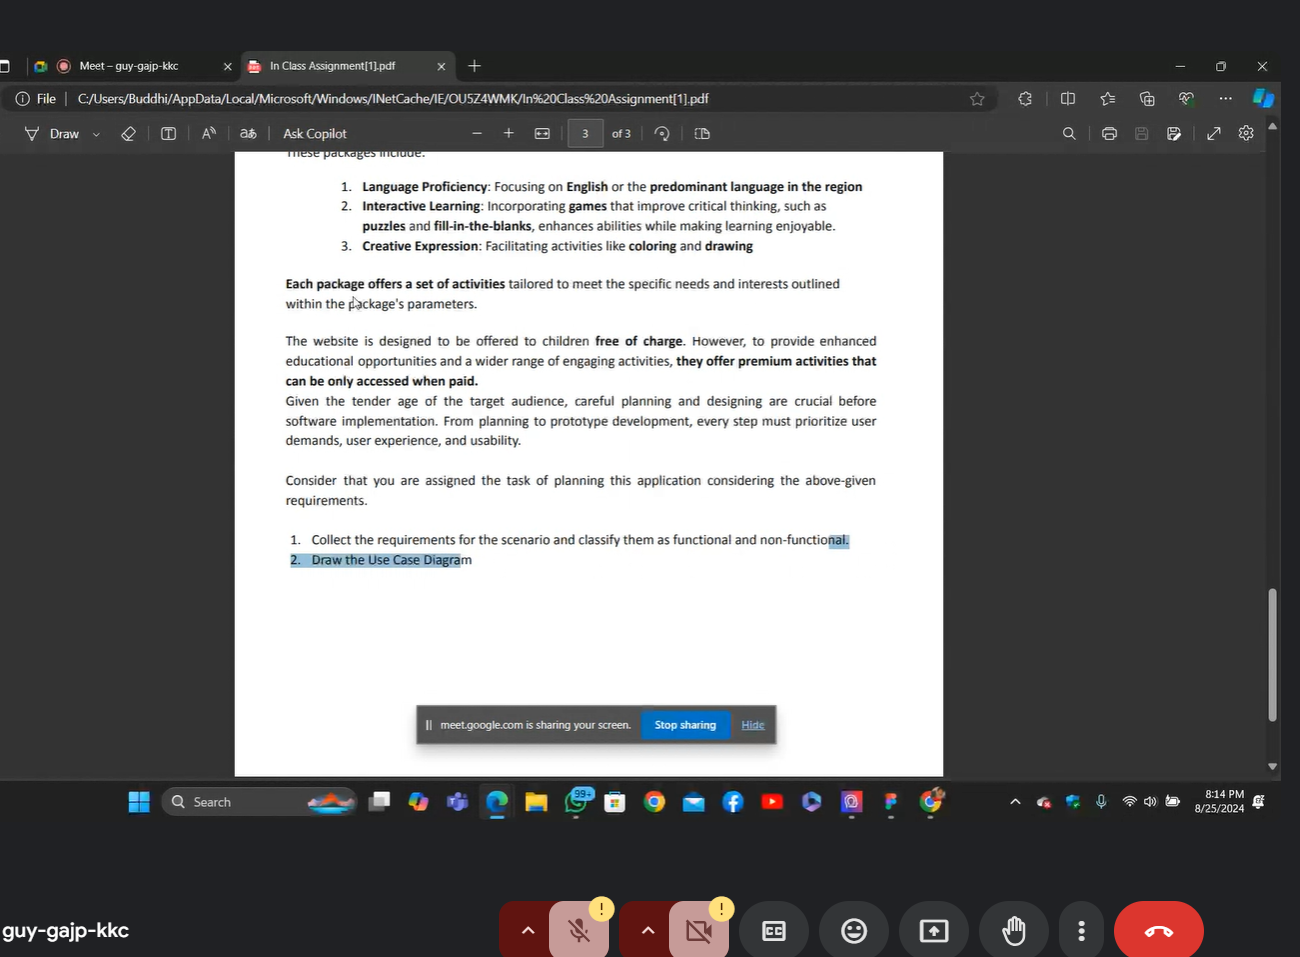 Meet – guy-gajp-kkc
In Class Assignment[1].pdf
File
C:/Users/Buddhi/AppData/Local/Microsoft/Windows/INetCache/IE/OU5Z4WMK/In%20Class%20Assignment[1].pdf
Draw
Ask Copilot
3 of 3
These packages include:
1. Language Proficiency: Focusing on English or the predominant language in the region
2. Interactive Learning: Incorporating games that improve critical thinking, such as
puzzles and fill-in-the-blanks, enhances abilities while making learning enjoyable.
3. Creative Expression: Facilitating activities like coloring and drawing
Each package offers a set of activities tailored to meet the specific needs and interests outlined
within the package's parameters.
The website is designed to be offered to children free of charge. However, to provide enhanced
educational opportunities and a wider range of engaging activities, they offer premium activities that
can be only accessed when paid.
Given the tender age of the target audience, careful planning and designing are crucial before
software implementation. From planning to prototype development, every step must prioritize user
demands, user experience, and usability.
Consider that you are assigned the task of planning this application considering the above-given
requirements.
1. Collect the requirements for the scenario and classify them as functional and non-functional.
2. Draw the Use Case Diagram
meet.google.com is sharing your screen.
Stop sharing
Hide
Search
99+
8:14 PM
8/25/2024
guy-gajp-kkc